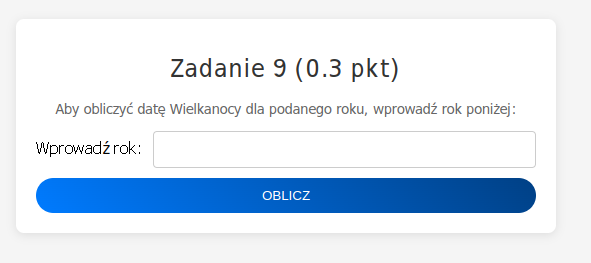 Zadanie 9 (0.3 pkt)
Aby obliczyć datę Wielkanocy dla podanego roku, wprowadź rok poniżej:
Wprowadź rok:
OBLICZ